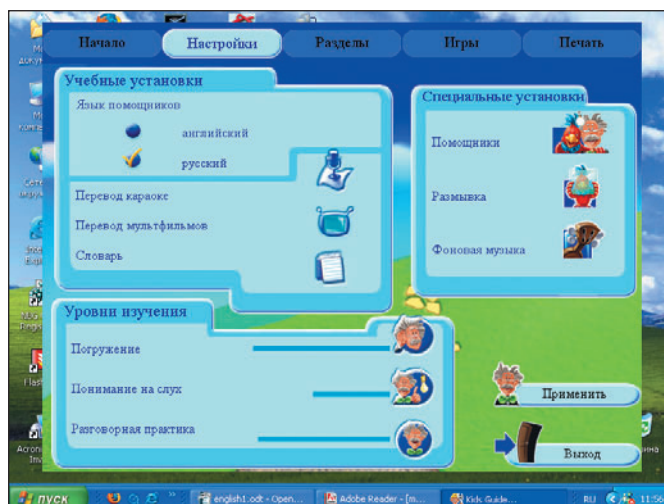 Начало Настройки Разделы Игры Печать
Учебные установки
Язык помощников
английский
русский
Перевод караоке
Перевод мультфильмов
Словарь
Специальные установки
Помощники
Размывка
Фоновая музыка
Уровни изучения
Погружение
Понимание на слух
Разговорная практика
Применить
Выход
пуск english1.odt - Open... Adobe Reader - [m... Kids Guide... RU 11:56